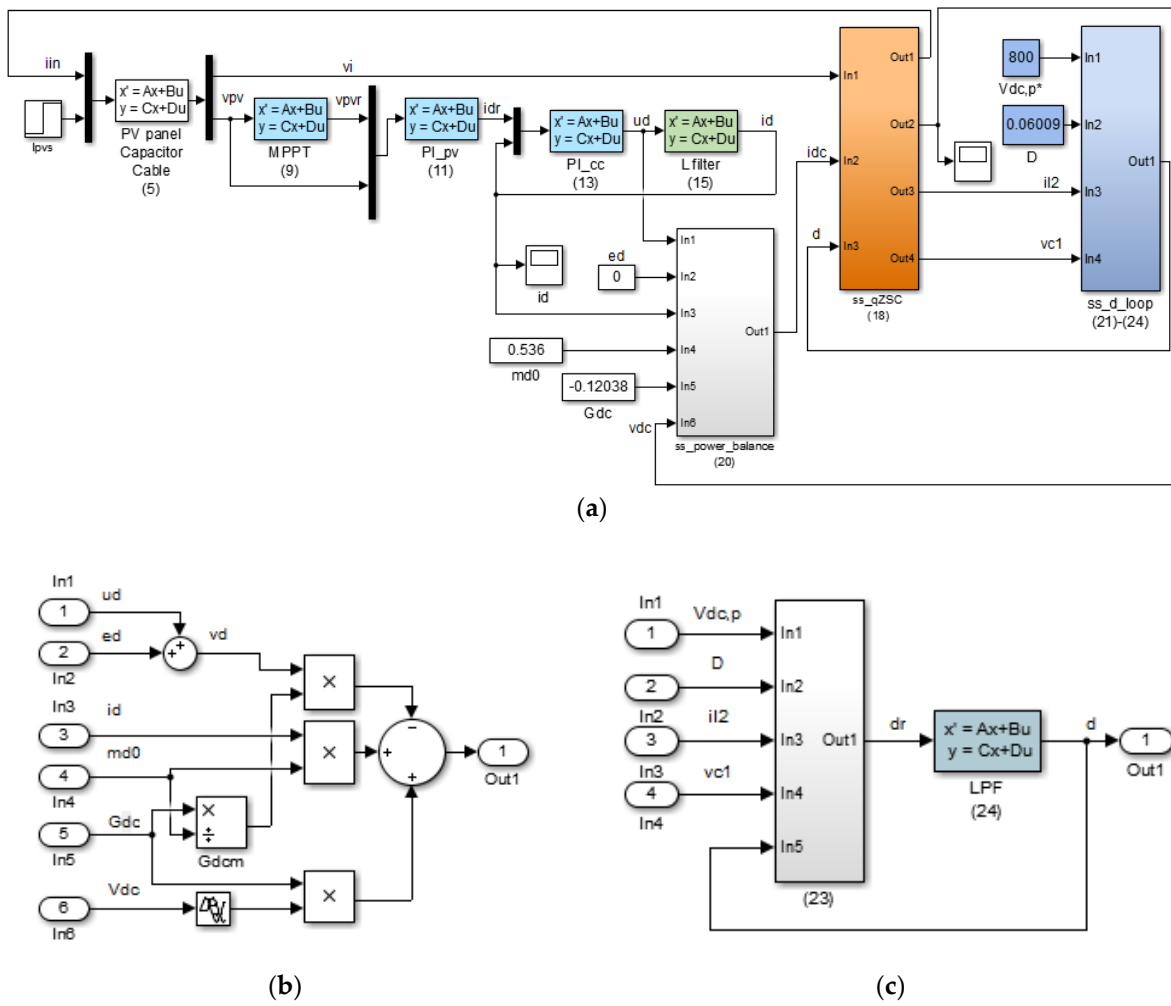 iin
Ipvs
x' = Ax+Bu
y = Cx+Du
PV panel
Capacitor
Cable
(5)
vi
vpv
x' = Ax+Bu
y = Cx+Du
MPPT
(9)
vpvr
x' = Ax+Bu
y = Cx+Du
PI_pv
(11)
idr
x' = Ax+Bu
y = Cx+Du
PI_cc
(13)
ud
x' = Ax+Bu
y = Cx+Du
Lfilter
(15)
id
id
ed
0
0.536
md0
-0.12038
Gdc
vdc
In1
In2
In3
In4
In5
In6
Out1
ss_power_balance
(20)
idc
d
In1
In2
In3
Out1
Out2
Out3
Out4
ss_qZSC
(18)
800
Vdc,p*
0.06009
D
il2
vc1
In1
In2
In3
In4
Out1
ss_d_loop
(21)-(24)
(a)
In1
1
ud
ed
2
In2
vd
In3
id
3
md0
4
In4
Gdc
5
In5
Gdcm
Vdc
6
In6
×
×
×
÷
×
+
+
−
+
+
1
Out1
(b)
In1
1
Vdc,p
D
2
In2
il2
3
In3
vc1
4
In4
In1
In2
In3
In4
In5
Out1
(23)
dr
x' = Ax+Bu
y = Cx+Du
LPF
(24)
d
1
Out1
(c)